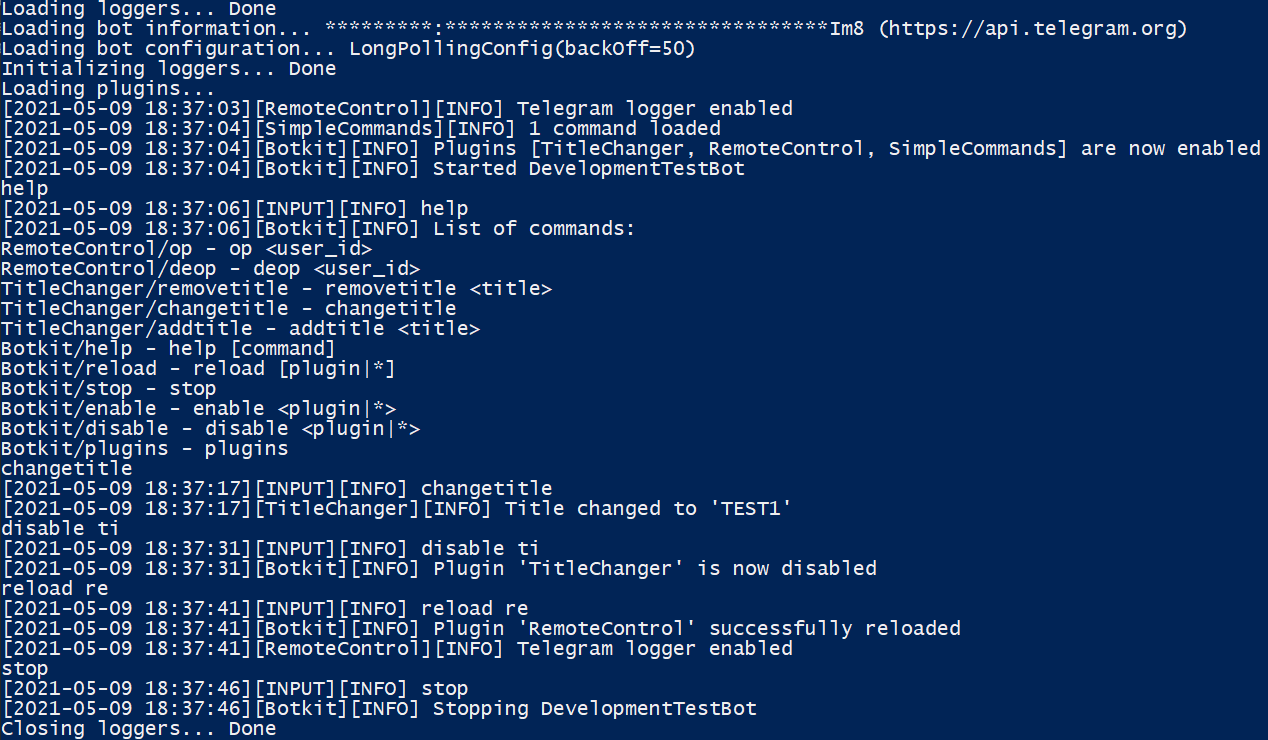 Loading loggers... Done
Loading bot information... *********:********************************Im8 (https://api.telegram.org)
Loading bot configuration... LongPollingConfig(backOff=50)
Initializing loggers... Done
Loading plugins...
[2021-05-09 18:37:03][RemoteControl][INFO] Telegram logger enabled
[2021-05-09 18:37:04][SimpleCommands][INFO] 1 command loaded
[2021-05-09 18:37:04][Botkit][INFO] Plugins [TitleChanger, RemoteControl, SimpleCommands] are now enabled
[2021-05-09 18:37:04][Botkit][INFO] Started DevelopmentTestBot
help
[2021-05-09 18:37:06][INPUT][INFO] help
[2021-05-09 18:37:06][Botkit][INFO] List of commands:
RemoteControl/op - op <user_id>
RemoteControl/deop - deop <user_id>
TitleChanger/removetitle - removetitle <title>
TitleChanger/changetitle - changetitle
TitleChanger/addtitle - addtitle <title>
Botkit/help - help [command]
Botkit/reload - reload [plugin|*]
Botkit/stop - stop
Botkit/enable - enable <plugin|*>
Botkit/disable - disable <plugin|*>
Botkit/plugins - plugins
changetitle
[2021-05-09 18:37:17][INPUT][INFO] changetitle
[2021-05-09 18:37:17][TitleChanger][INFO] Title changed to 'TEST1'
disable ti
[2021-05-09 18:37:31][INPUT][INFO] disable ti
[2021-05-09 18:37:31][Botkit][INFO] Plugin 'TitleChanger' is now disabled
reload re
[2021-05-09 18:37:41][INPUT][INFO] reload re
[2021-05-09 18:37:41][Botkit][INFO] Plugin 'RemoteControl' successfully reloaded
[2021-05-09 18:37:41][RemoteControl][INFO] Telegram logger enabled
stop
[2021-05-09 18:37:46][INPUT][INFO] stop
[2021-05-09 18:37:46][Botkit][INFO] Stopping DevelopmentTestBot
Closing loggers... Done